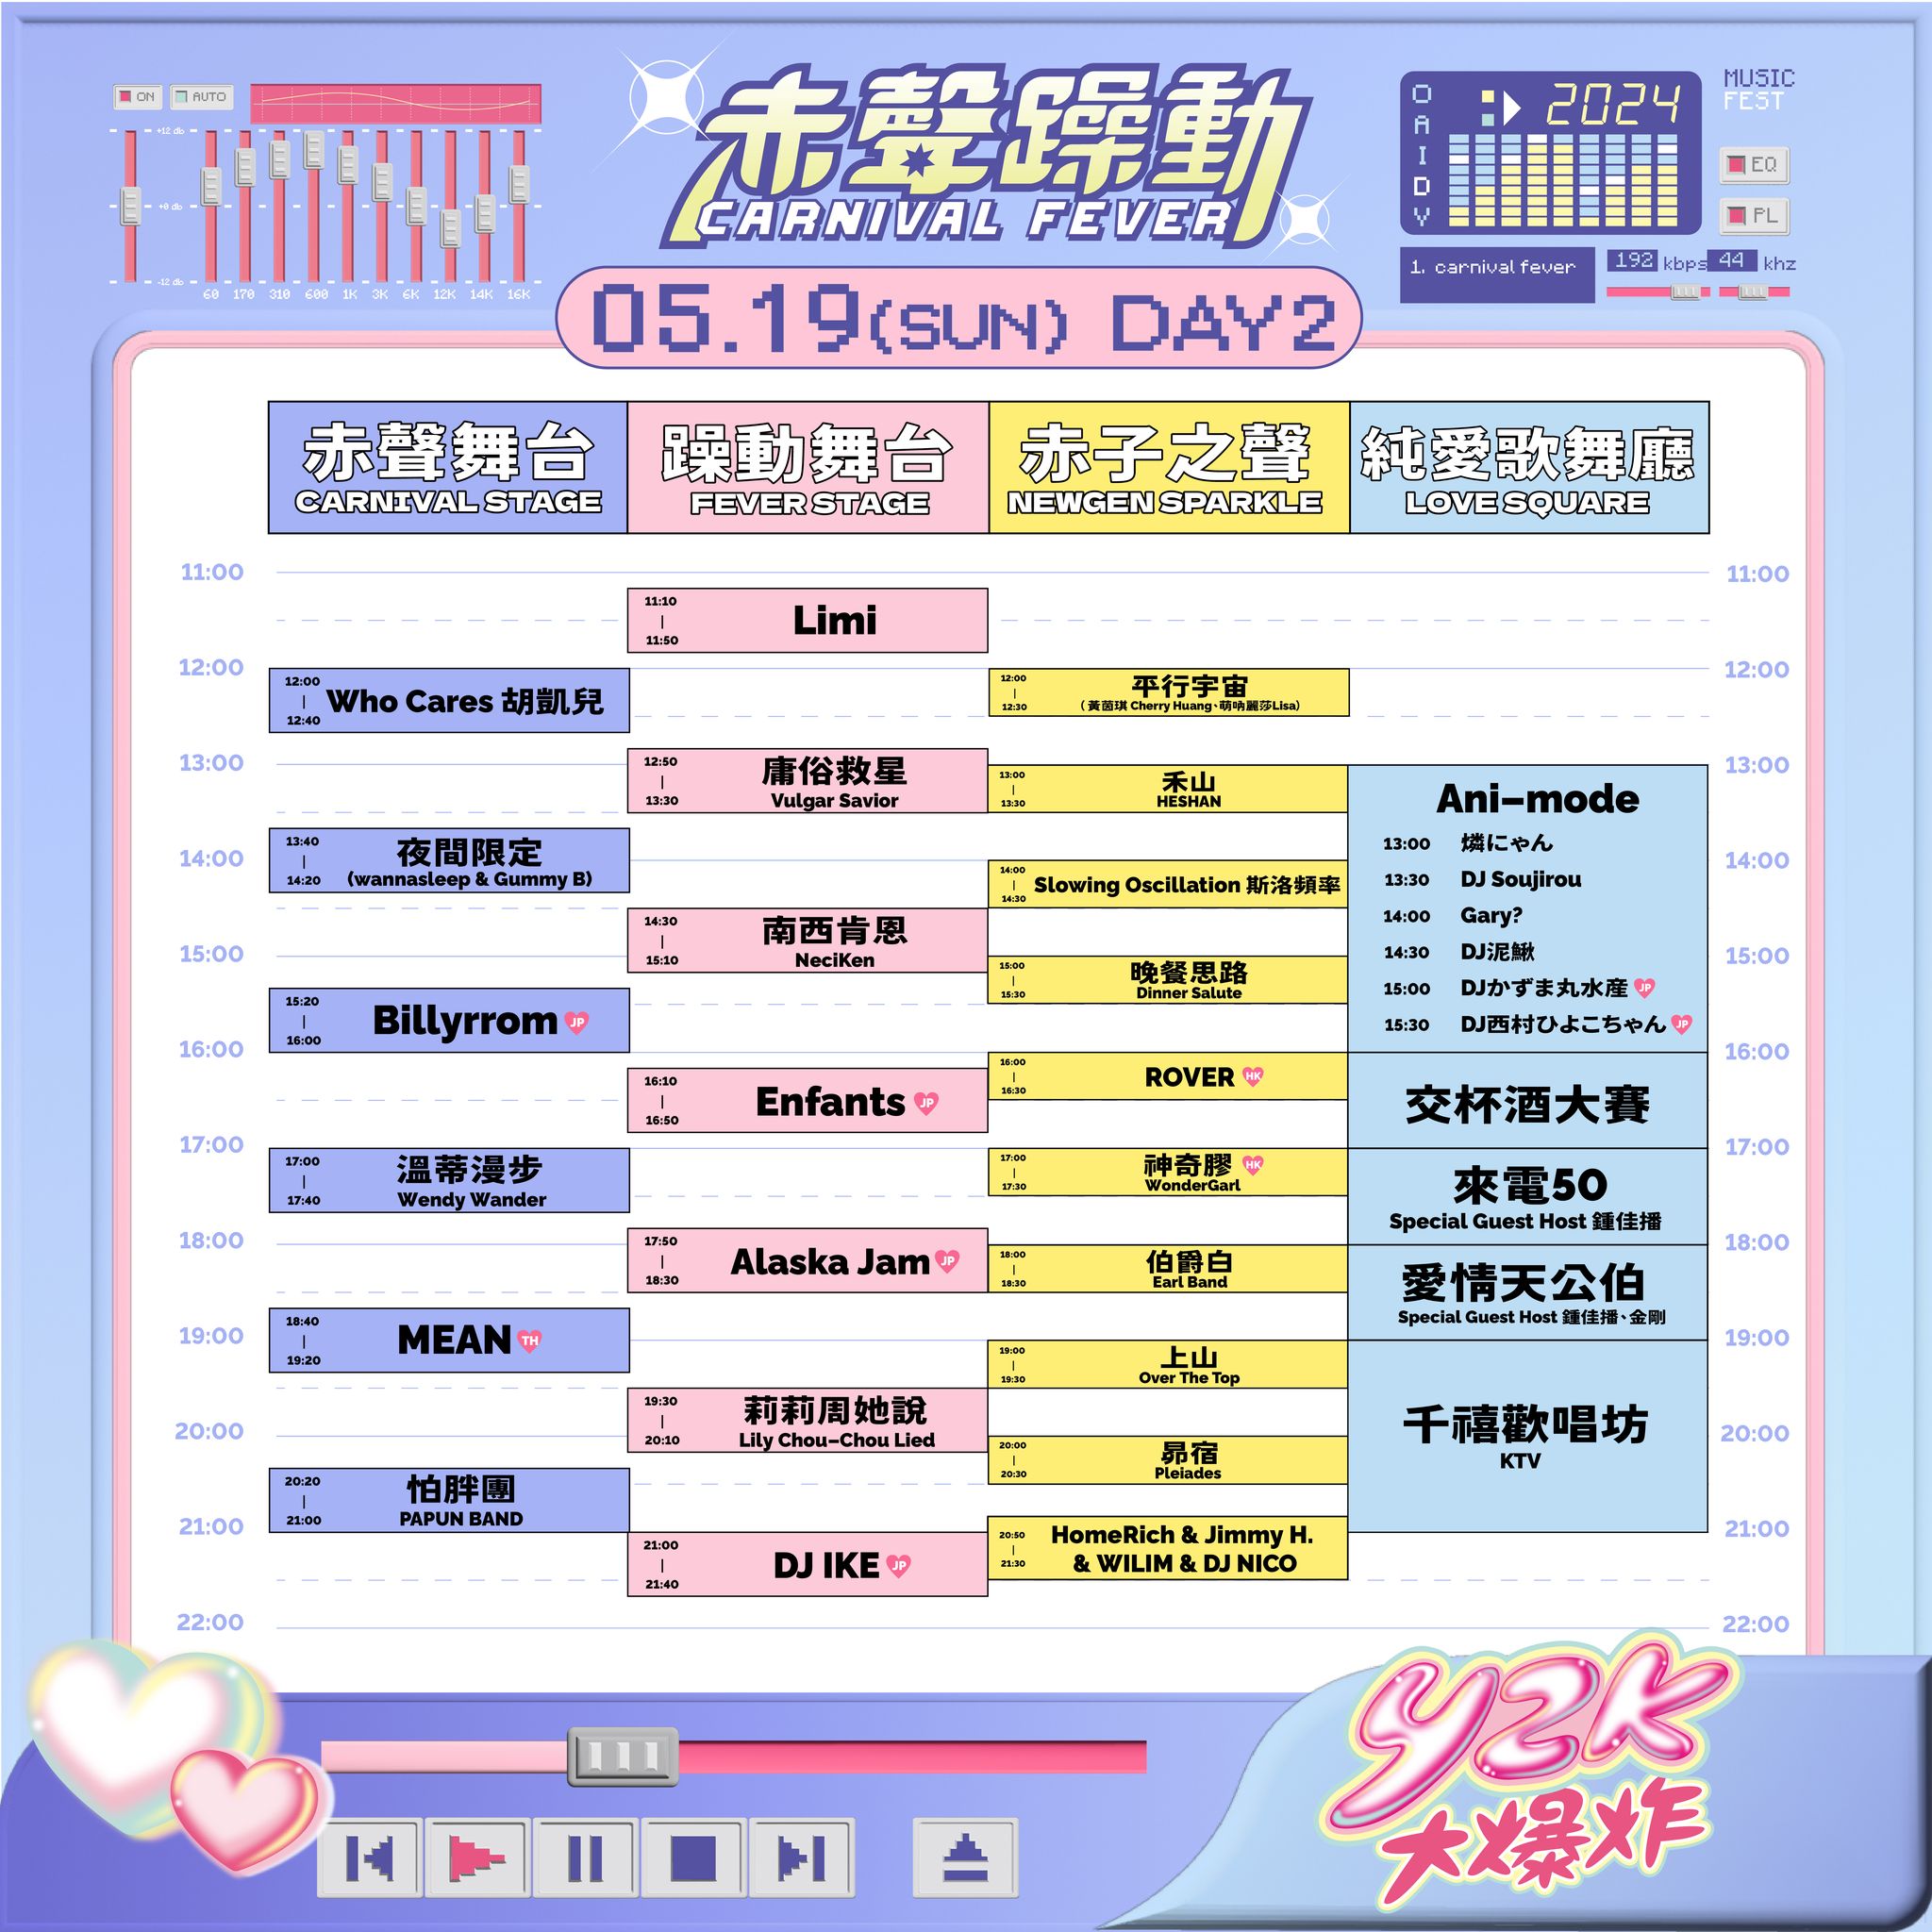 ON
AUTO
+12 db
+0 db
-12 db
60 170 310 600 1K 3K 6K 12K 14K 16K
赤聲躁動
CARNIVAL FEVER
OAIDY
2024
MUSIC
FEST
EQ
PL
1. carnival fever
192 kbps 44 khz
05.19(SUN) DAY2
赤聲舞台
CARNIVAL STAGE
躁動舞台
FEVER STAGE
赤子之聲
NEWGEN SPARKLE
純愛歌舞廳
LOVE SQUARE
11:00
12:00
13:00
14:00
15:00
16:00
17:00
18:00
19:00
20:00
21:00
22:00
12:00
|
12:40
Who Cares 胡凱兒
13:40
|
14:20
夜間限定
(wannasleep & Gummy B)
15:20
|
16:00
Billyrrom JP
17:00
|
17:40
溫蒂漫步
Wendy Wander
18:40
|
19:20
MEAN TH
20:20
|
21:00
怕胖團
PAPUN BAND
11:10
|
11:50
Limi
12:50
|
13:30
庸俗救星
Vulgar Savior
14:30
|
15:10
南西肯恩
NeciKen
16:10
|
16:50
Enfants JP
17:50
|
18:30
Alaska Jam JP
19:30
|
20:10
莉莉周她說
Lily Chou–Chou Lied
21:00
|
21:40
DJ IKE JP
12:00
|
12:30
平行宇宙
(黃茵琪 Cherry Huang、萌吶麗莎Lisa)
13:00
|
13:30
禾山
HESHAN
14:00
|
14:30
Slowing Oscillation 斯洛頻率
15:00
|
15:30
晚餐思路
Dinner Salute
16:00
|
16:30
ROVER HK
17:00
|
17:30
神奇膠 HK
WonderGarl
18:00
|
18:30
伯爵白
Earl Band
19:00
|
19:30
上山
Over The Top
20:00
|
20:30
昴宿
Pleiades
20:50
|
21:30
HomeRich & Jimmy H.
& WILIM & DJ NICO
Ani–mode
13:00 燐にゃん
13:30 DJ Soujirou
14:00 Gary?
14:30 DJ泥鰍
15:00 DJかずま丸水産 JP
15:30 DJ西村ひよこちゃん JP
交杯酒大賽
來電50
Special Guest Host 鍾佳播
愛情天公伯
Special Guest Host 鍾佳播、金剛
千禧歡唱坊
KTV
11:00
12:00
13:00
14:00
15:00
16:00
17:00
18:00
19:00
20:00
21:00
22:00
Y2K
大爆炸